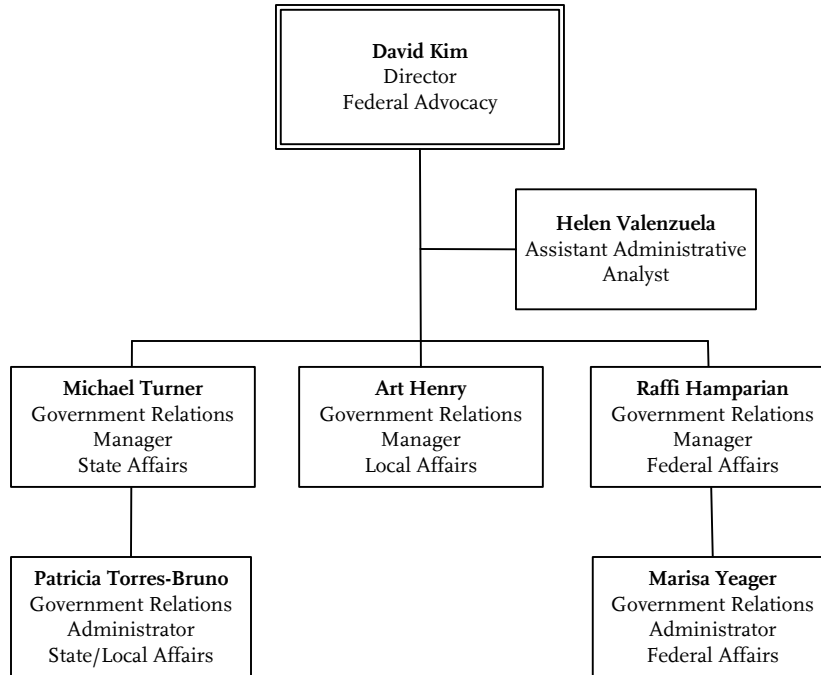 David Kim
Director
Federal Advocacy
Helen Valenzuela
Assistant Administrative
Analyst
Michael Turner
Government Relations
Manager
State Affairs
Art Henry
Government Relations
Manager
Local Affairs
Raffi Hamparian
Government Relations
Manager
Federal Affairs
Patricia Torres-Bruno
Government Relations
Administrator
State/Local Affairs
Marisa Yeager
Government Relations
Administrator
Federal Affairs